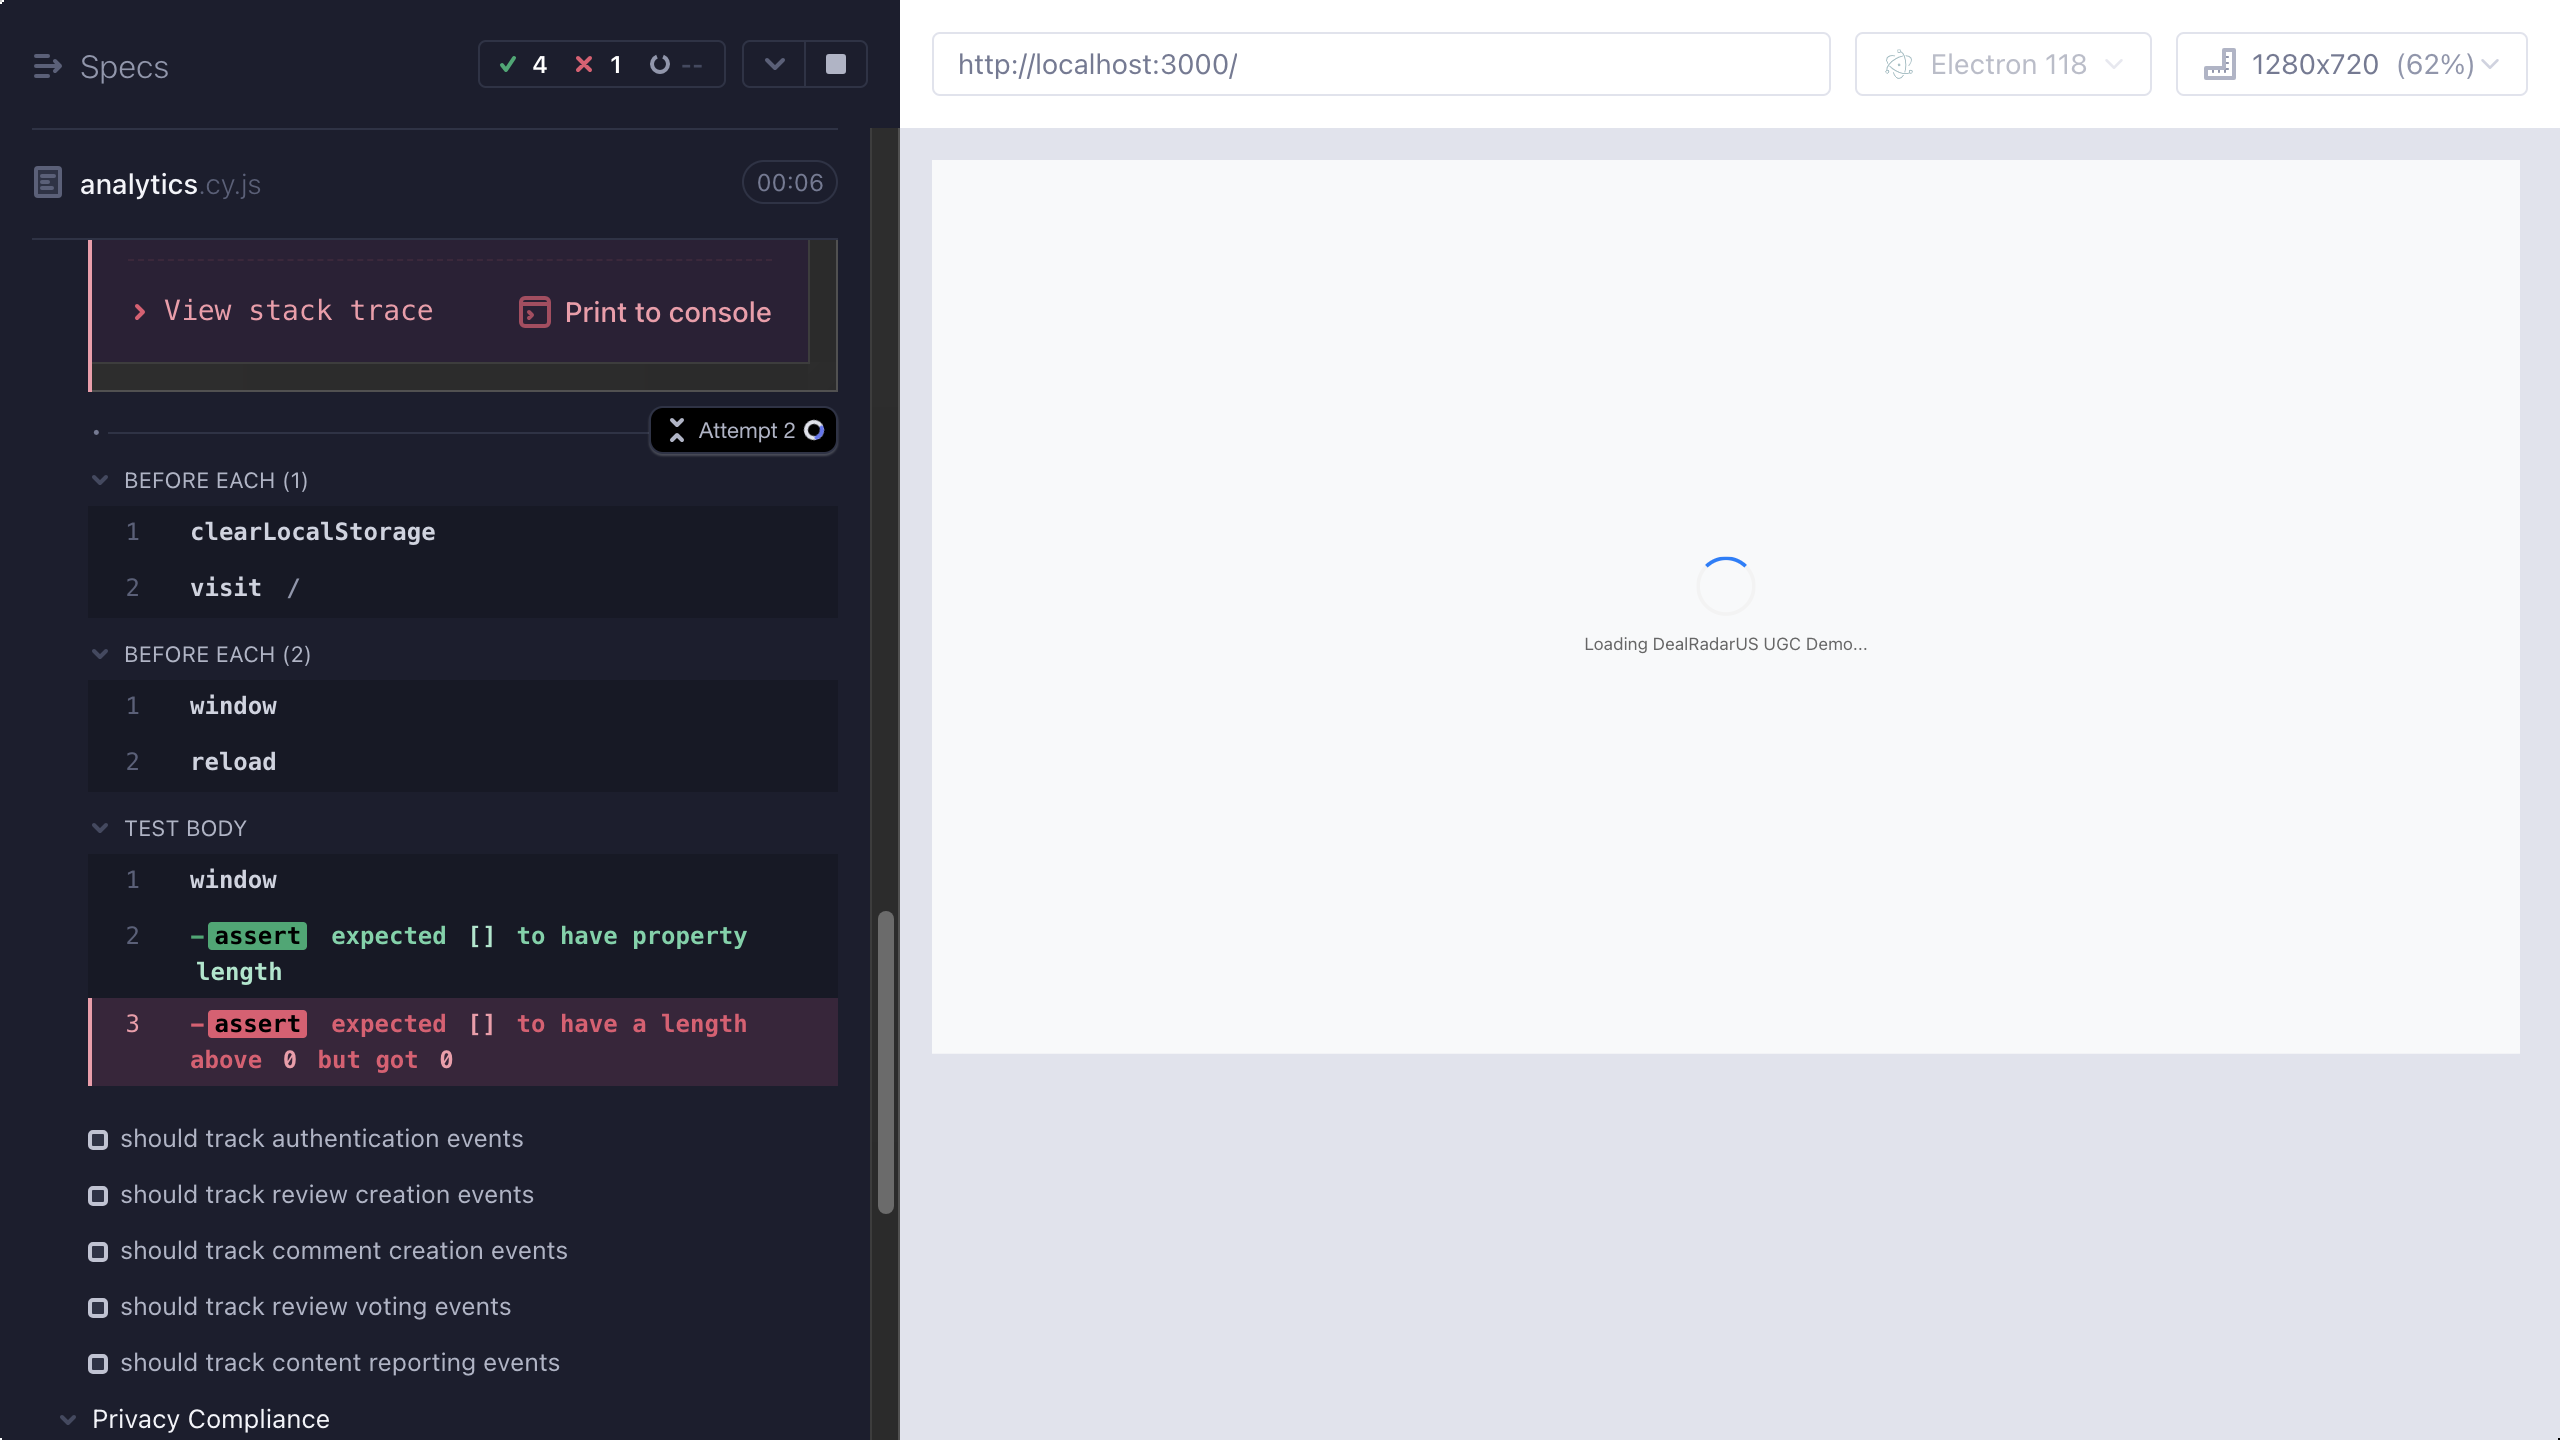 Specs
4 1 --
http://localhost:3000/
Electron 118
1280x720 (62%)
analytics.cy.js
00:06
View stack trace
Print to console
Attempt 2
BEFORE EACH (1)
1 clearLocalStorage
2 visit /
BEFORE EACH (2)
1 window
2 reload
TEST BODY
1 window
2 -assert expected [] to have property
length
3 -assert expected [] to have a length
above 0 but got 0
should track authentication events
should track review creation events
should track comment creation events
should track review voting events
should track content reporting events
Privacy Compliance
Loading DealRadarUS UGC Demo...